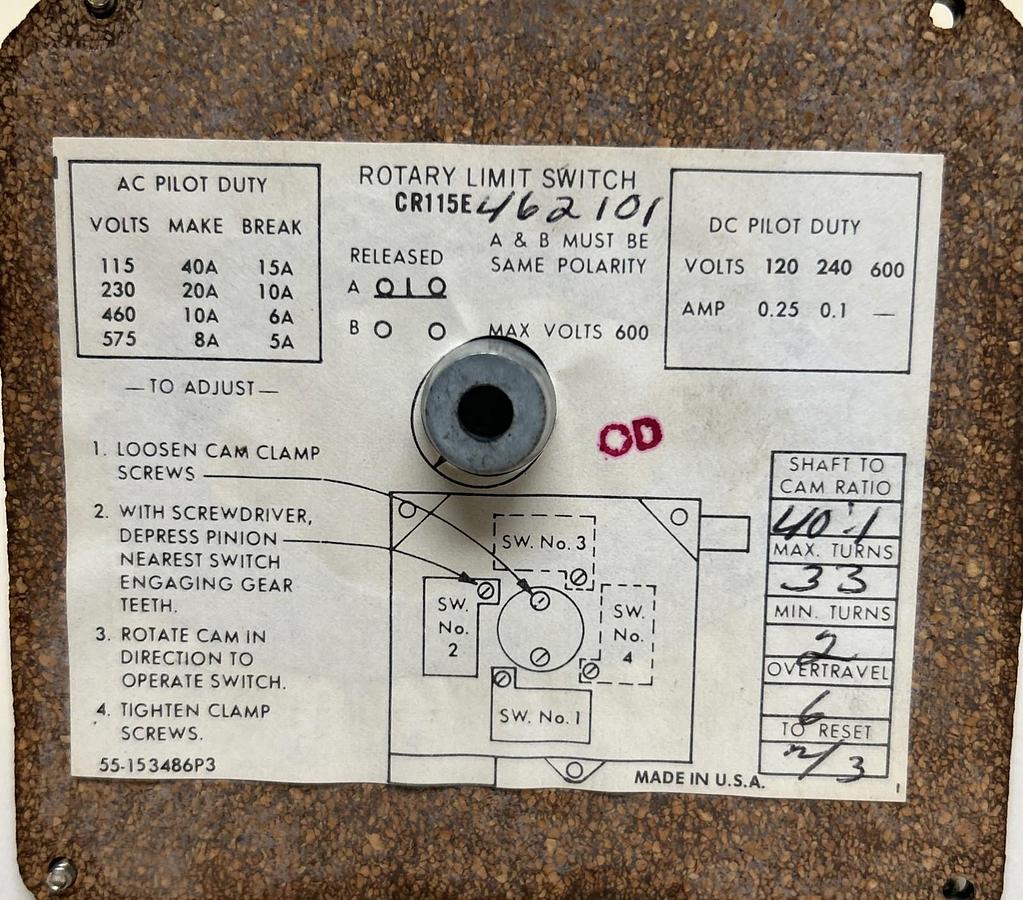 AC PILOT DUTY
VOLTS MAKE BREAK
115 40A 15A
230 20A 10A
460 10A 6A
575 8A 5A
ROTARY LIMIT SWITCH
CR115E462101
RELEASED
A & B MUST BE
SAME POLARITY
A
B
MAX VOLTS 600
DC PILOT DUTY
VOLTS 120 240 600
AMP 0.25 0.1 —
—TO ADJUST—
1. LOOSEN CAM CLAMP
SCREWS
2. WITH SCREWDRIVER,
DEPRESS PINION
NEAREST SWITCH
ENGAGING GEAR
TEETH.
3. ROTATE CAM IN
DIRECTION TO
OPERATE SWITCH.
4. TIGHTEN CLAMP
SCREWS.
55-153486P3
OD
SW. No. 3
SW.
No.
2
SW.
No.
4
SW. No. 1
MADE IN U.S.A.
SHAFT TO
CAM RATIO
40:1
MAX. TURNS
33
MIN. TURNS
2
OVERTRAVEL
6
TO RESET
2/3